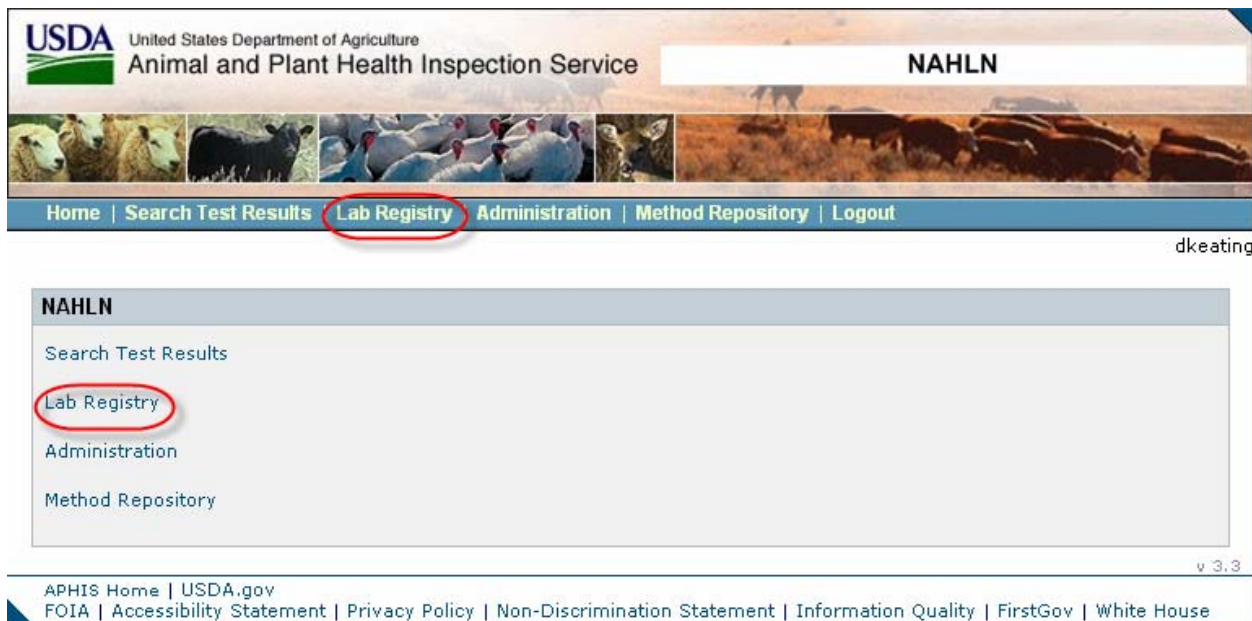 USDA
United States Department of Agriculture
Animal and Plant Health Inspection Service
NAHLN
Home | Search Test Results | Lab Registry | Administration | Method Repository | Logout
dkeating
NAHLN
Search Test Results
Lab Registry
Administration
Method Repository
v 3.3
APHIS Home | USDA.gov
FOIA | Accessibility Statement | Privacy Policy | Non-Discrimination Statement | Information Quality | FirstGov | White House